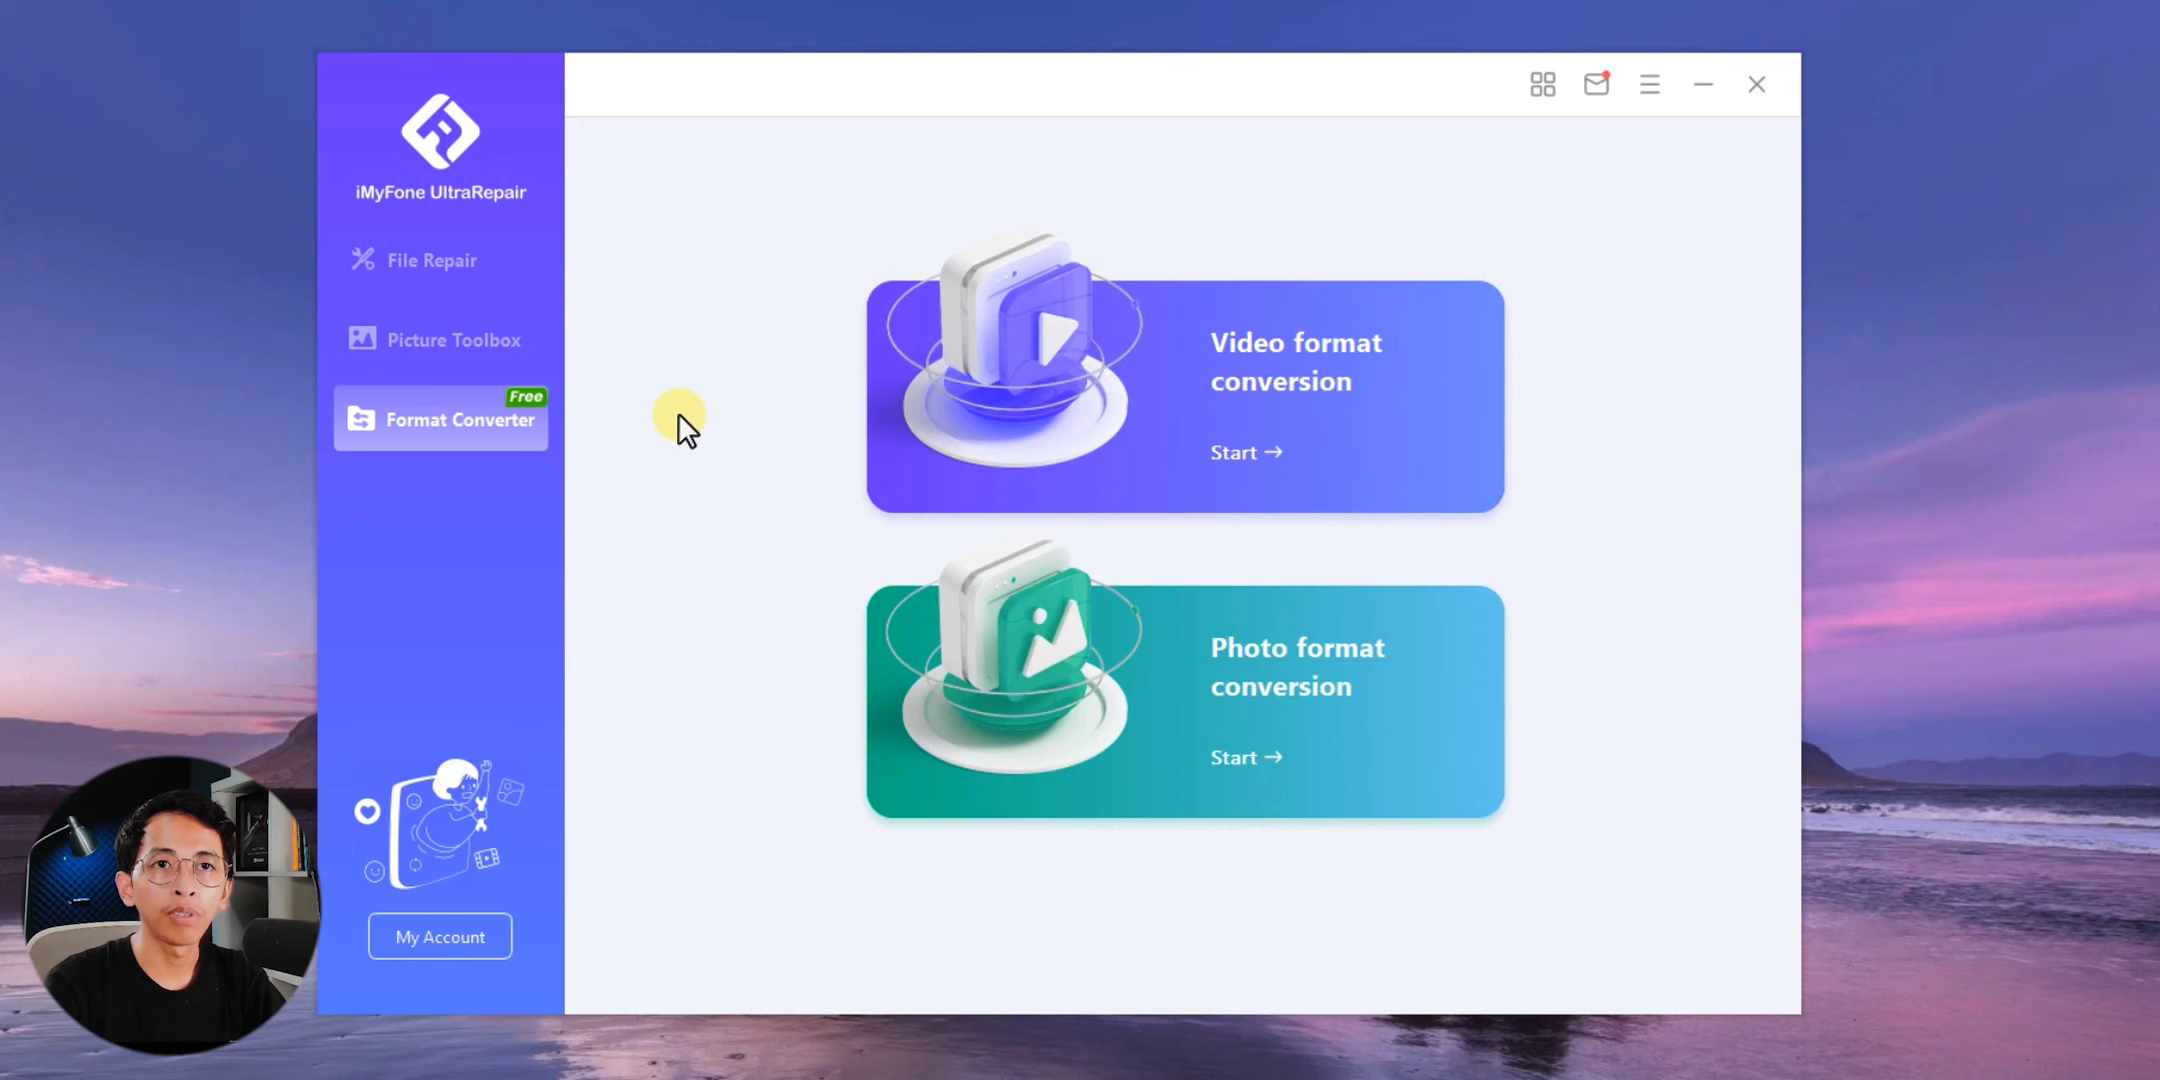 iMyFone UltraRepair
File Repair
Picture Toolbox
Free
Format Converter
My Account
Video format
conversion
Start →
Photo format
conversion
Start →